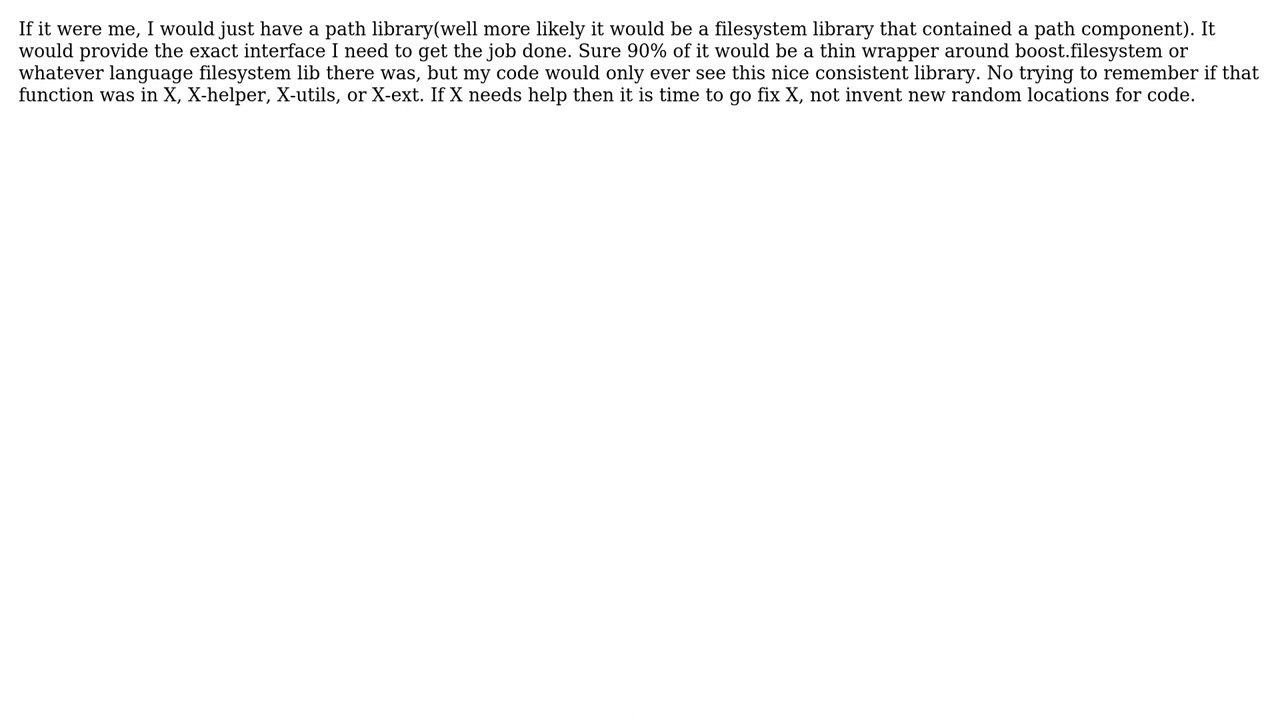 If it were me, I would just have a path library(well more likely it would be a filesystem library that contained a path component). It
would provide the exact interface I need to get the job done. Sure 90% of it would be a thin wrapper around boost.filesystem or
whatever language filesystem lib there was, but my code would only ever see this nice consistent library. No trying to remember if that
function was in X, X-helper, X-utils, or X-ext. If X needs help then it is time to go fix X, not invent new random locations for code.